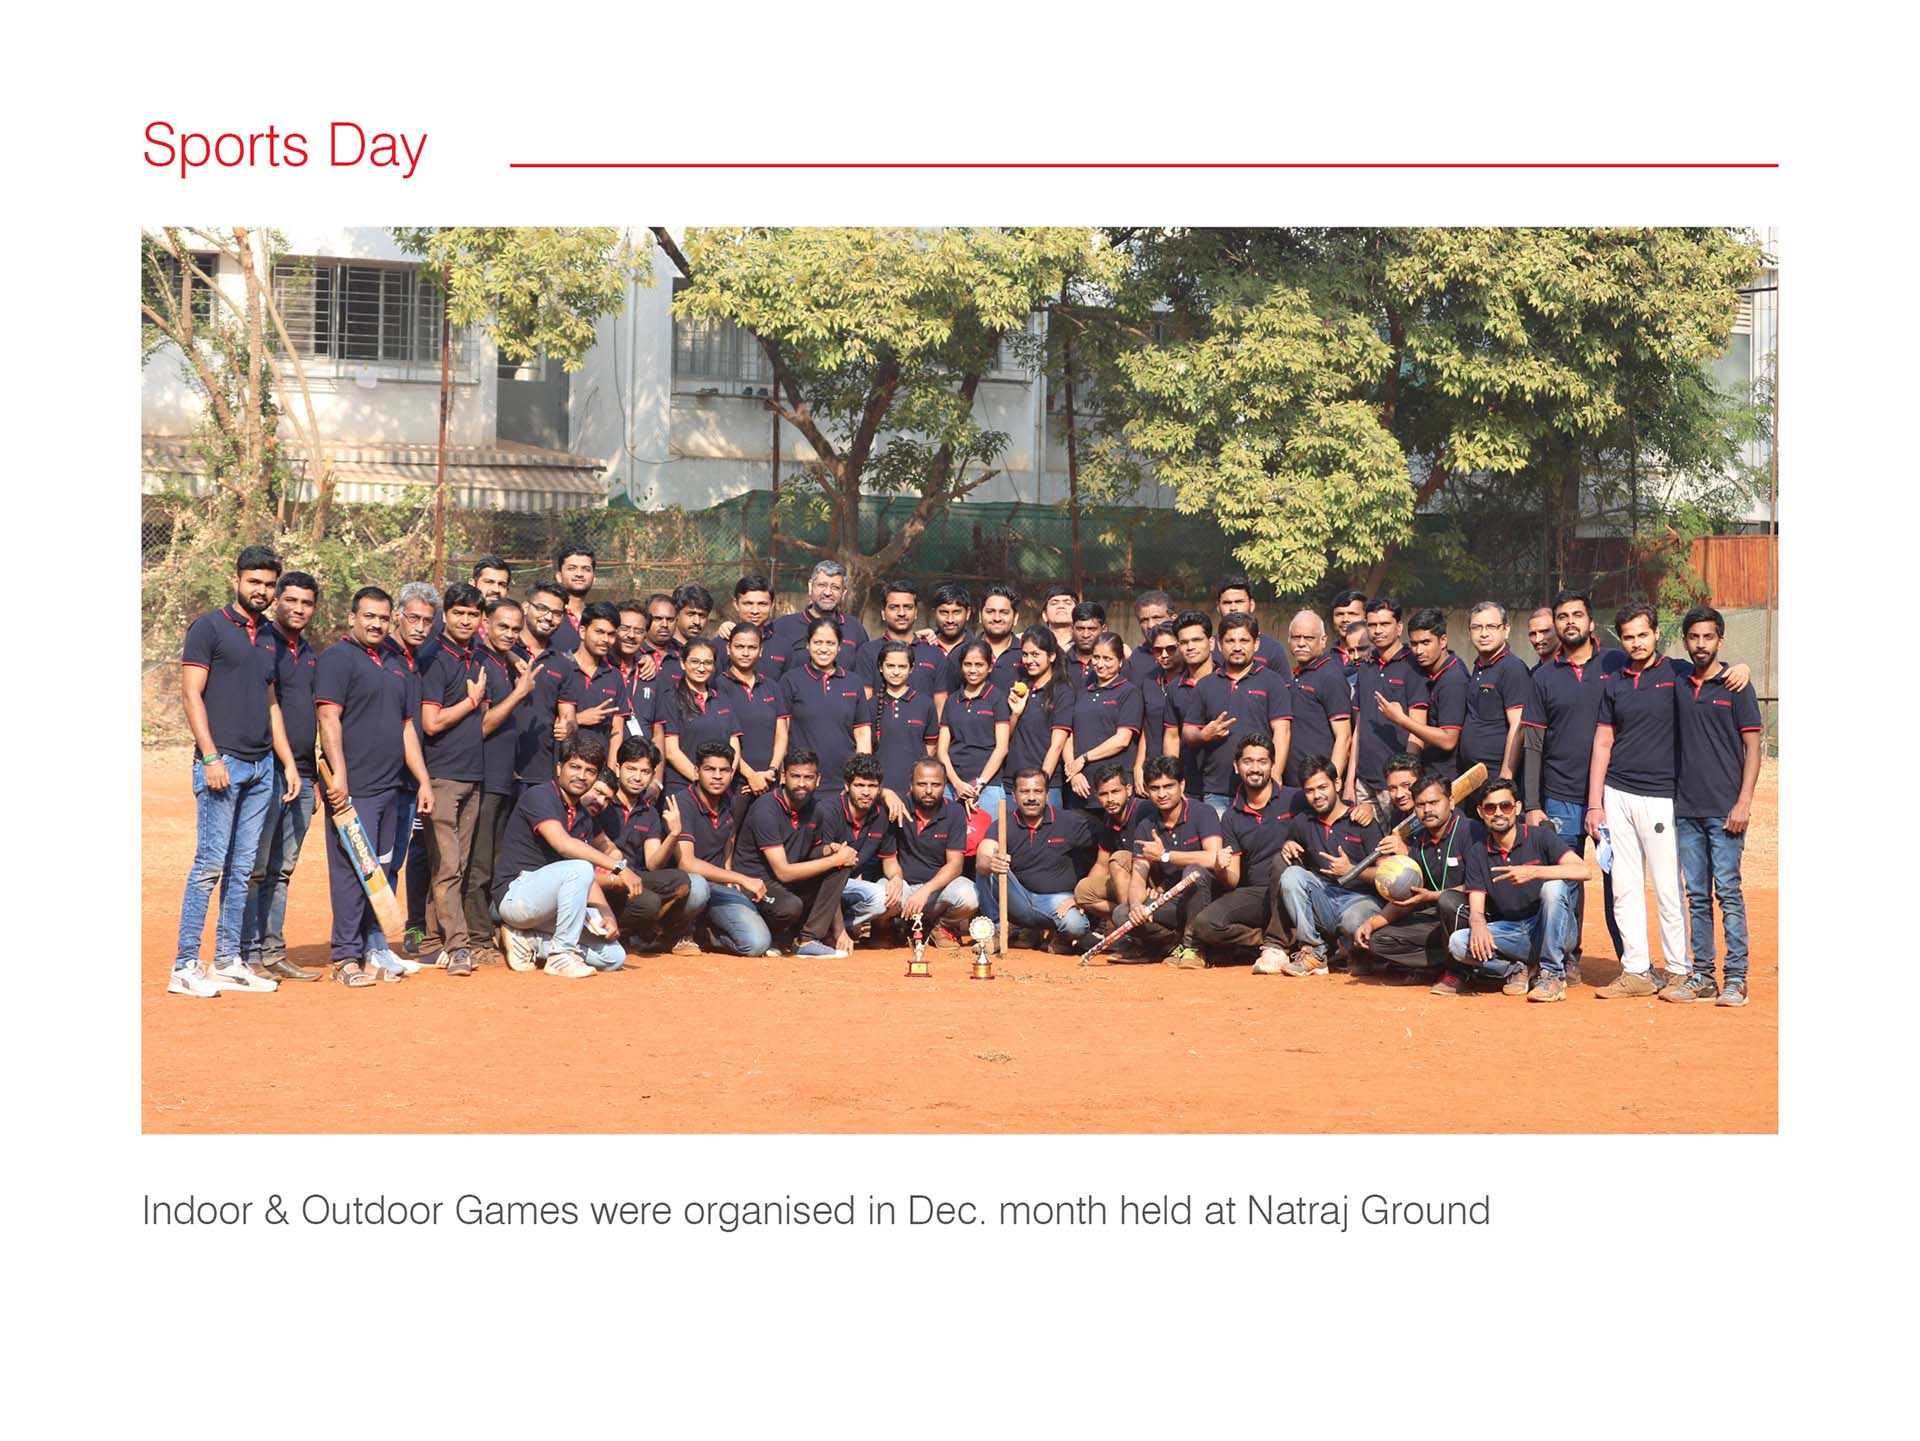 Sports Day
Reebok
Indoor & Outdoor Games were organised in Dec. month held at Natraj Ground